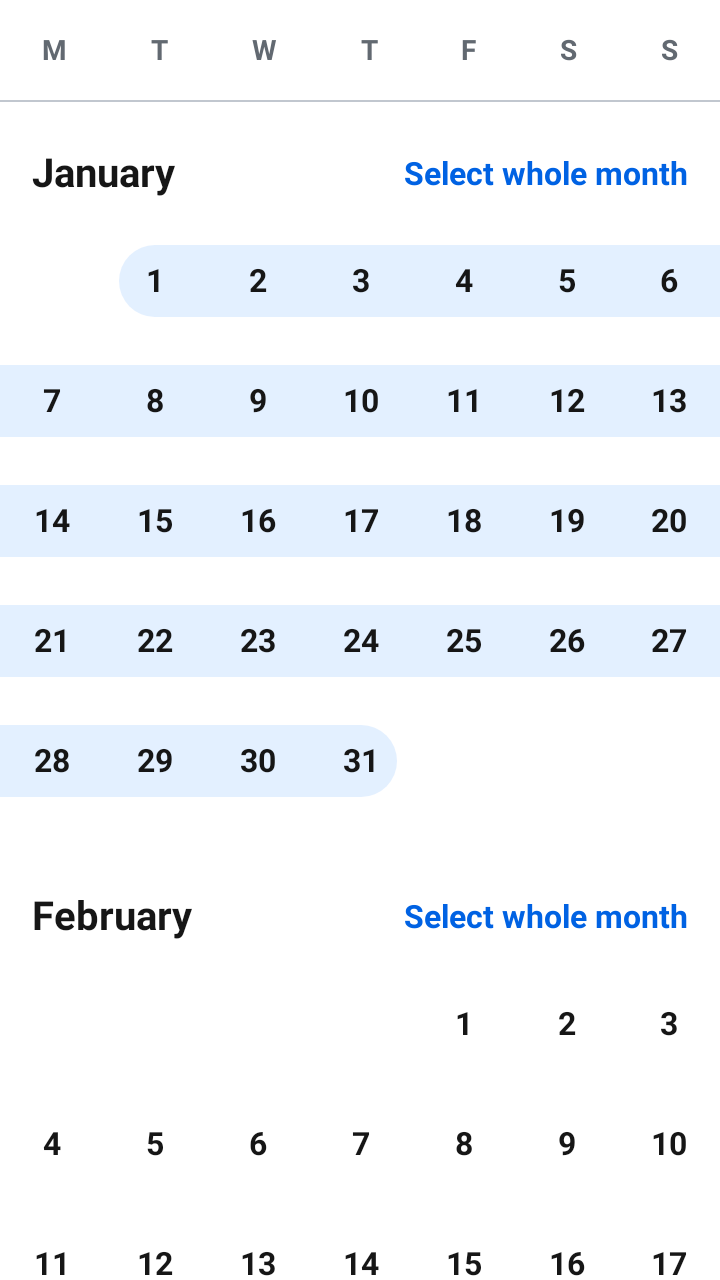 M T W T F S S
January Select whole month
1 2 3 4 5 6
7 8 9 10 11 12 13
14 15 16 17 18 19 20
21 22 23 24 25 26 27
28 29 30 31
February Select whole month
1 2 3
4 5 6 7 8 9 10
11 12 13 14 15 16 17